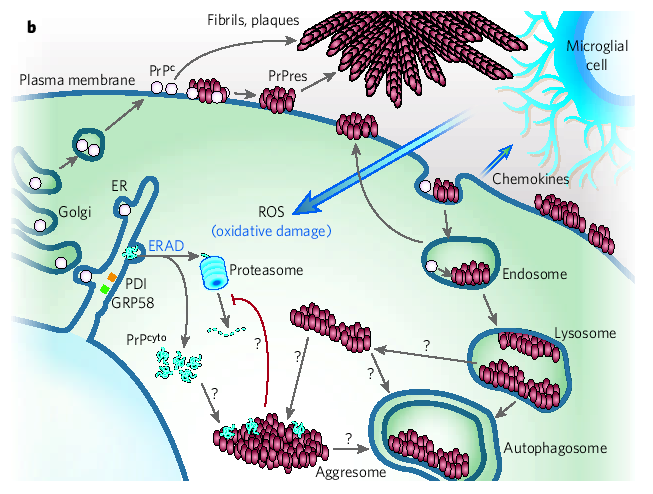 b
Fibrils, plaques
Microglial
cell
Plasma membrane
PrPc
PrPres
ER
Golgi
Chemokines
ROS
(oxidative damage)
ERAD
Proteasome
Endosome
PDI
GRP58
PrPcyto
?
?
Lysosome
?
?
?
?
Autophagosome
Aggresome